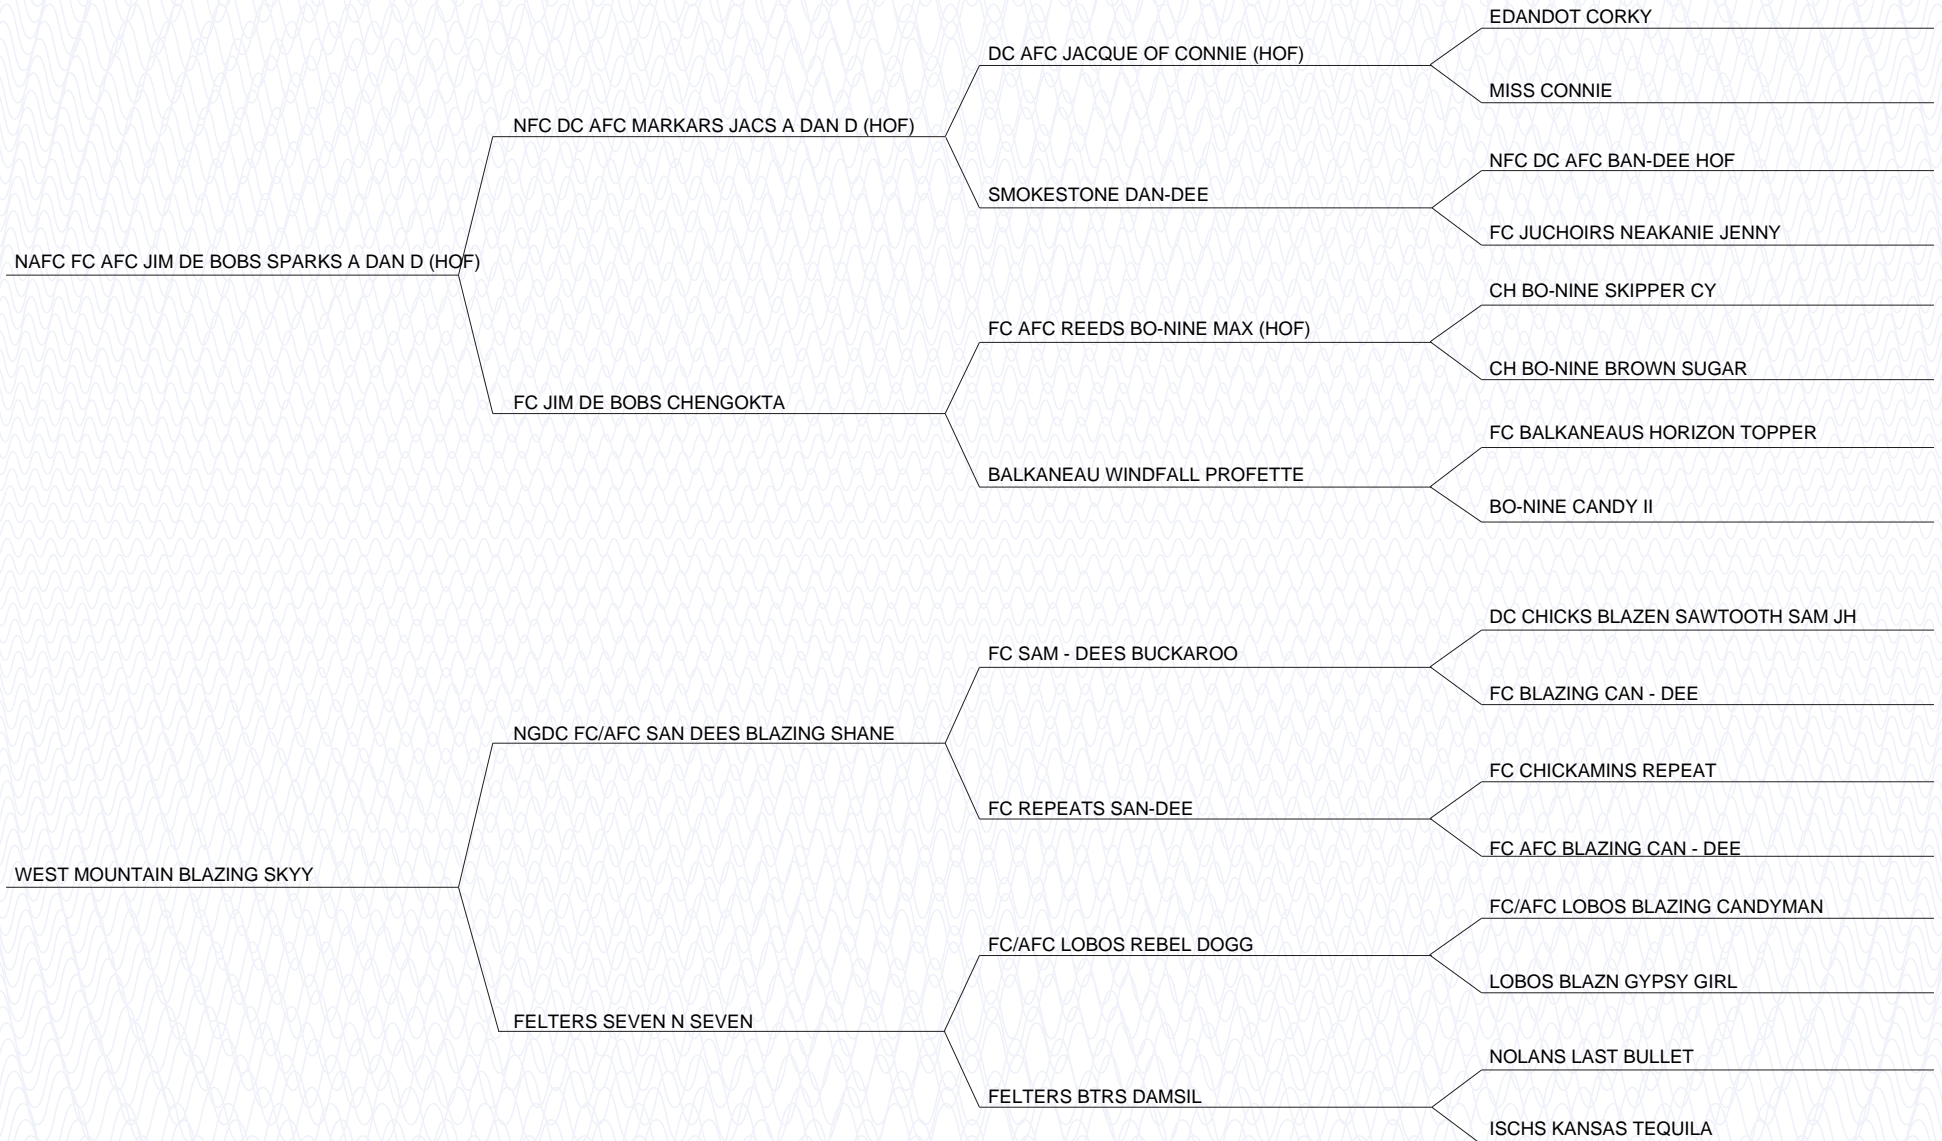 EDANDOT CORKY
DC AFC JACQUE OF CONNIE (HOF)
MISS CONNIE
NFC DC AFC MARKARS JACS A DAN D (HOF)
NFC DC AFC BAN-DEE HOF
SMOKESTONE DAN-DEE
FC JUCHOIRS NEAKANIE JENNY
NAFC FC AFC JIM DE BOBS SPARKS A DAN D (HOF)
CH BO-NINE SKIPPER CY
FC AFC REEDS BO-NINE MAX (HOF)
CH BO-NINE BROWN SUGAR
FC JIM DE BOBS CHENGOKTA
FC BALKANEAUS HORIZON TOPPER
BALKANEAU WINDFALL PROFETTE
BO-NINE CANDY II
DC CHICKS BLAZEN SAWTOOTH SAM JH
FC SAM - DEES BUCKAROO
FC BLAZING CAN - DEE
NGDC FC/AFC SAN DEES BLAZING SHANE
FC CHICKAMINS REPEAT
FC REPEATS SAN-DEE
FC AFC BLAZING CAN - DEE
WEST MOUNTAIN BLAZING SKYY
FC/AFC LOBOS BLAZING CANDYMAN
FC/AFC LOBOS REBEL DOGG
LOBOS BLAZN GYPSY GIRL
FELTERS SEVEN N SEVEN
NOLANS LAST BULLET
FELTERS BTRS DAMSIL
ISCHS KANSAS TEQUILA